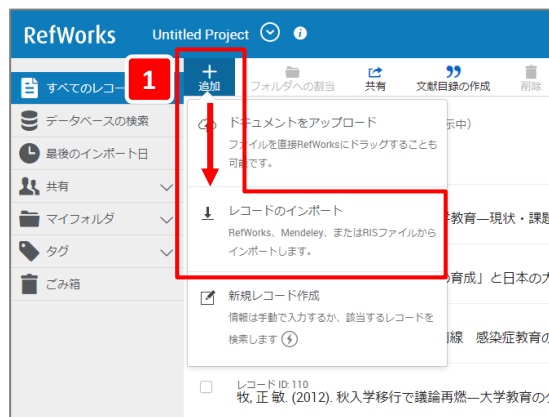 RefWorks Untitled Project
1
追加 フォルダへの割当 共有 文献目録の作成 削除
すべてのレコー
データベースの検索
最後のインポート日
共有
マイフォルダ
タグ
ごみ箱
ドキュメントをアップロード
ファイルを直接RefWorksにドラッグすることも
可能です。
レコードのインポート
RefWorks、Mendeley、またはRISファイルから
インポートします。
新規レコード作成
情報は手動で入力するか、該当するレコードを
検索します
示中）
教育―現状・課題
育成」と日本の大
線 感染症教育の
レコード ID: 110
牧, 正 敏. (2012). 秋入学移行で議論再燃―大学教育の